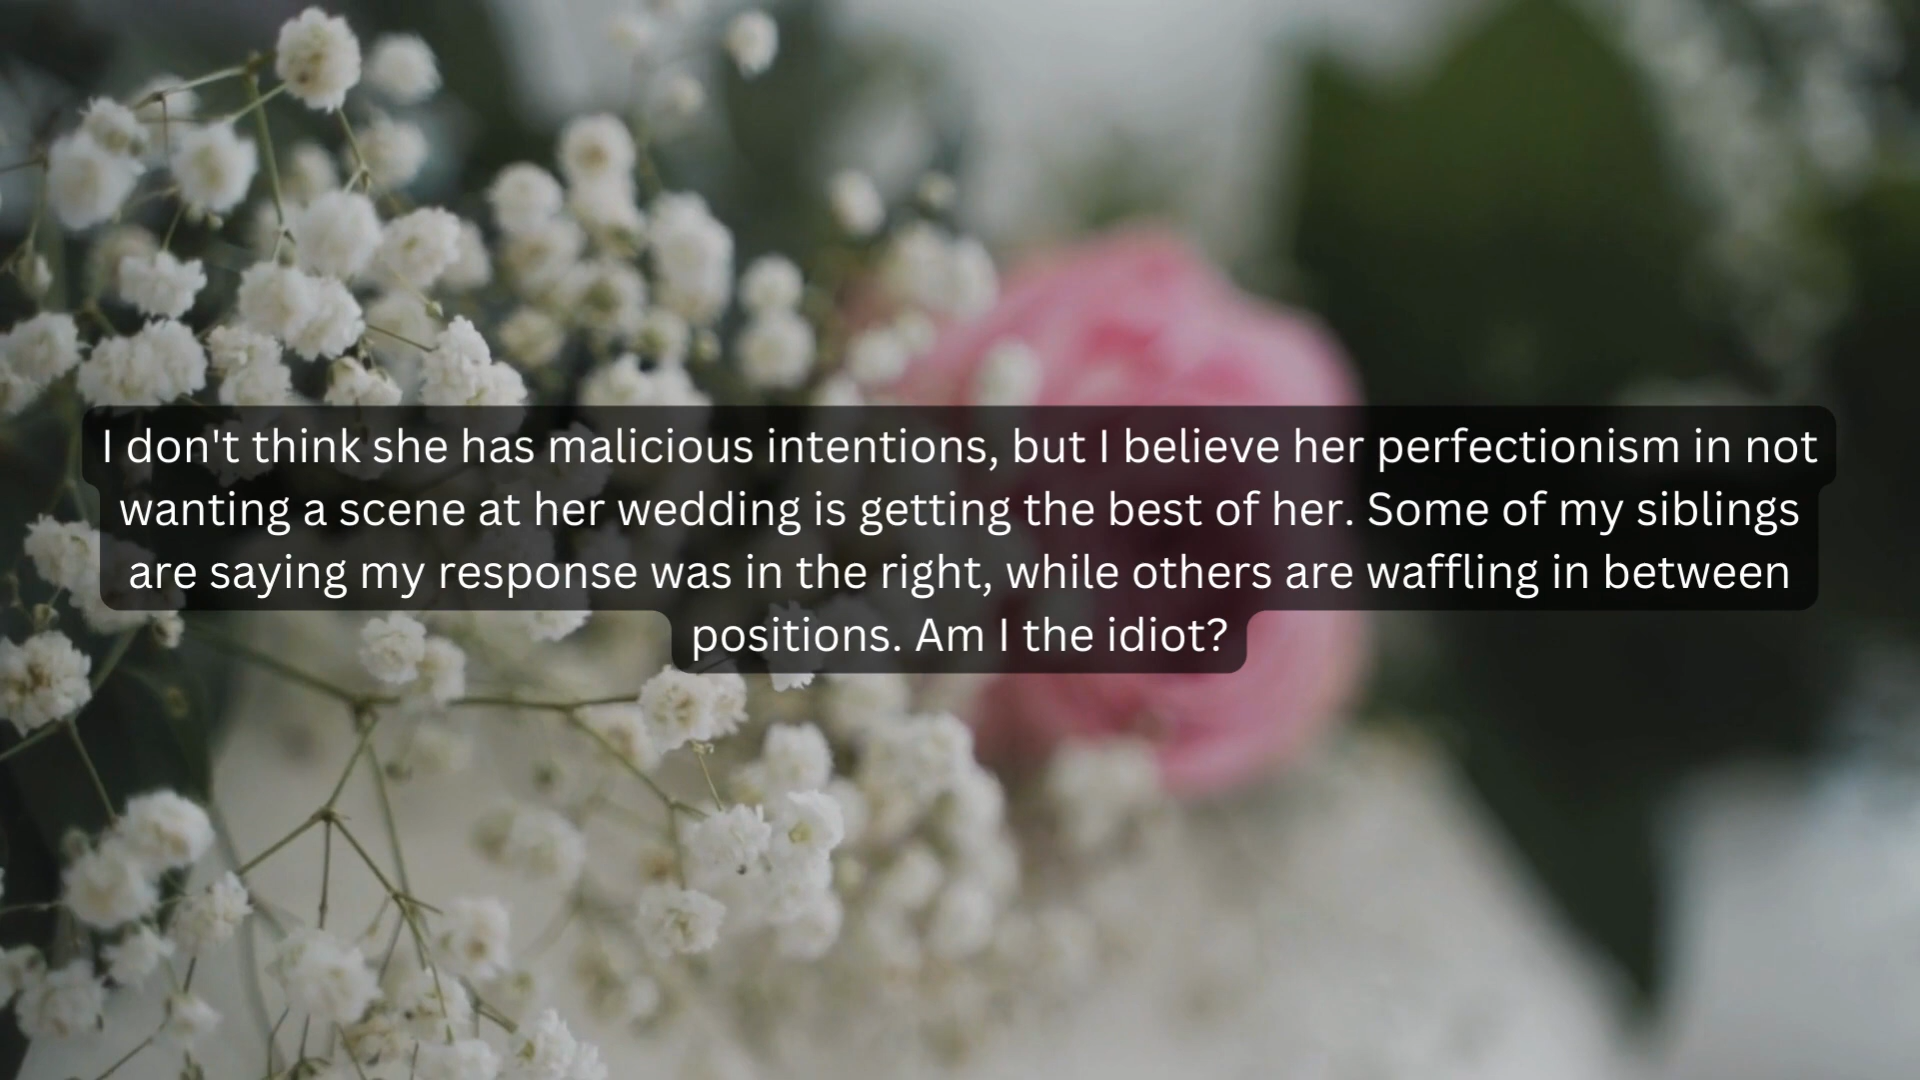 I don't think she has malicious intentions, but I believe her perfectionism in not
wanting a scene at her wedding is getting the best of her. Some of my siblings
are saying my response was in the right, while others are waffling in between
positions. Am I the idiot?